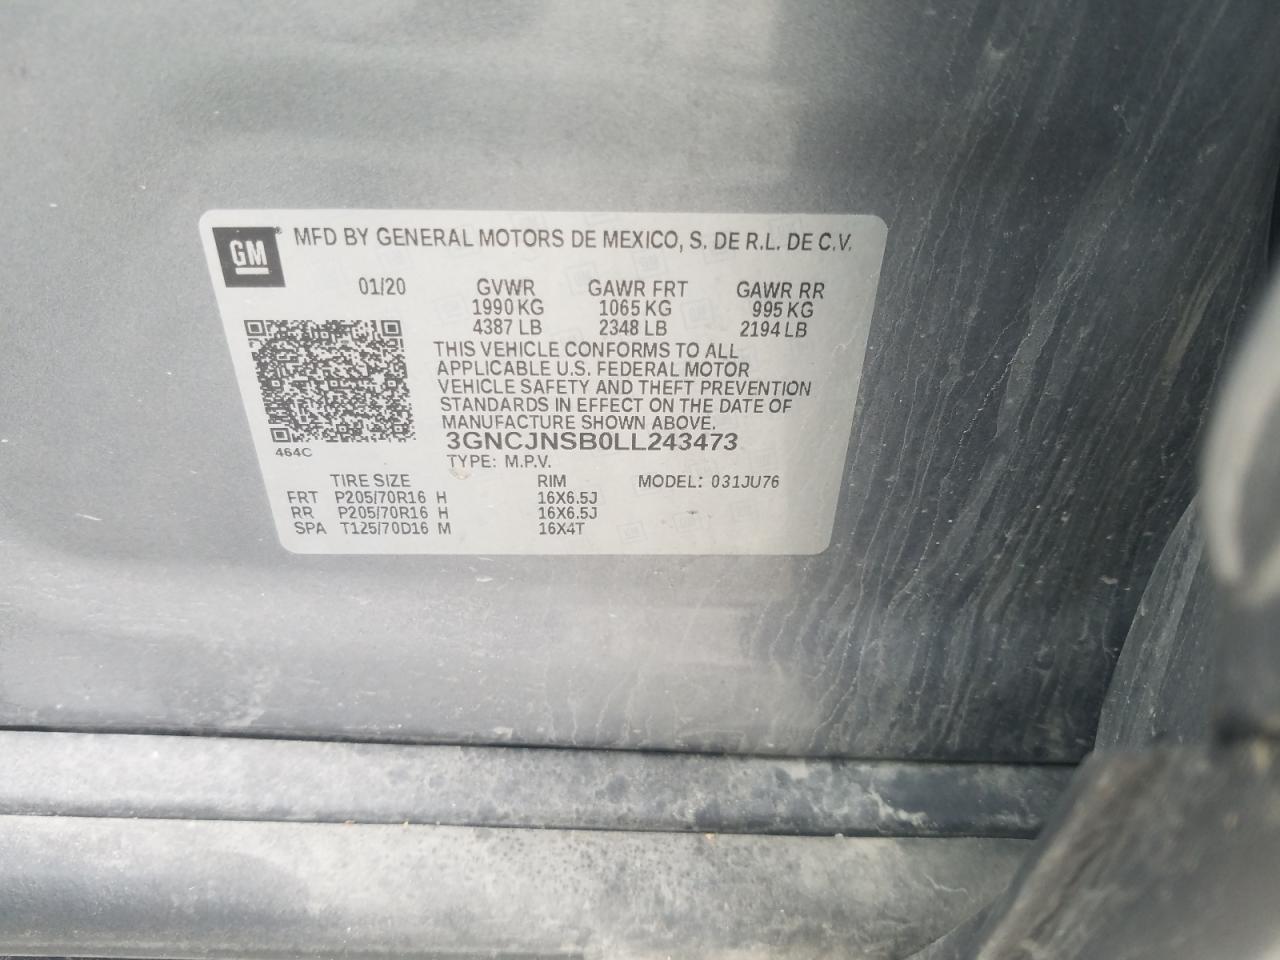 GM
MFD BY GENERAL MOTORS DE MEXICO, S. DE R.L. DE C.V.
01/20 GVWR GAWR FRT GAWR RR
1990 KG 1065 KG 995 KG
4387 LB 2348 LB 2194 LB
THIS VEHICLE CONFORMS TO ALL
APPLICABLE U.S. FEDERAL MOTOR
VEHICLE SAFETY AND THEFT PREVENTION
STANDARDS IN EFFECT ON THE DATE OF
MANUFACTURE SHOWN ABOVE.
3GNCJNSB0LL243473
464C
TYPE: M.P.V.
TIRE SIZE RIM MODEL: 031JU76
FRT P205/70R16 H 16X6.5J
RR P205/70R16 H 16X6.5J
SPA T125/70D16 M 16X4T